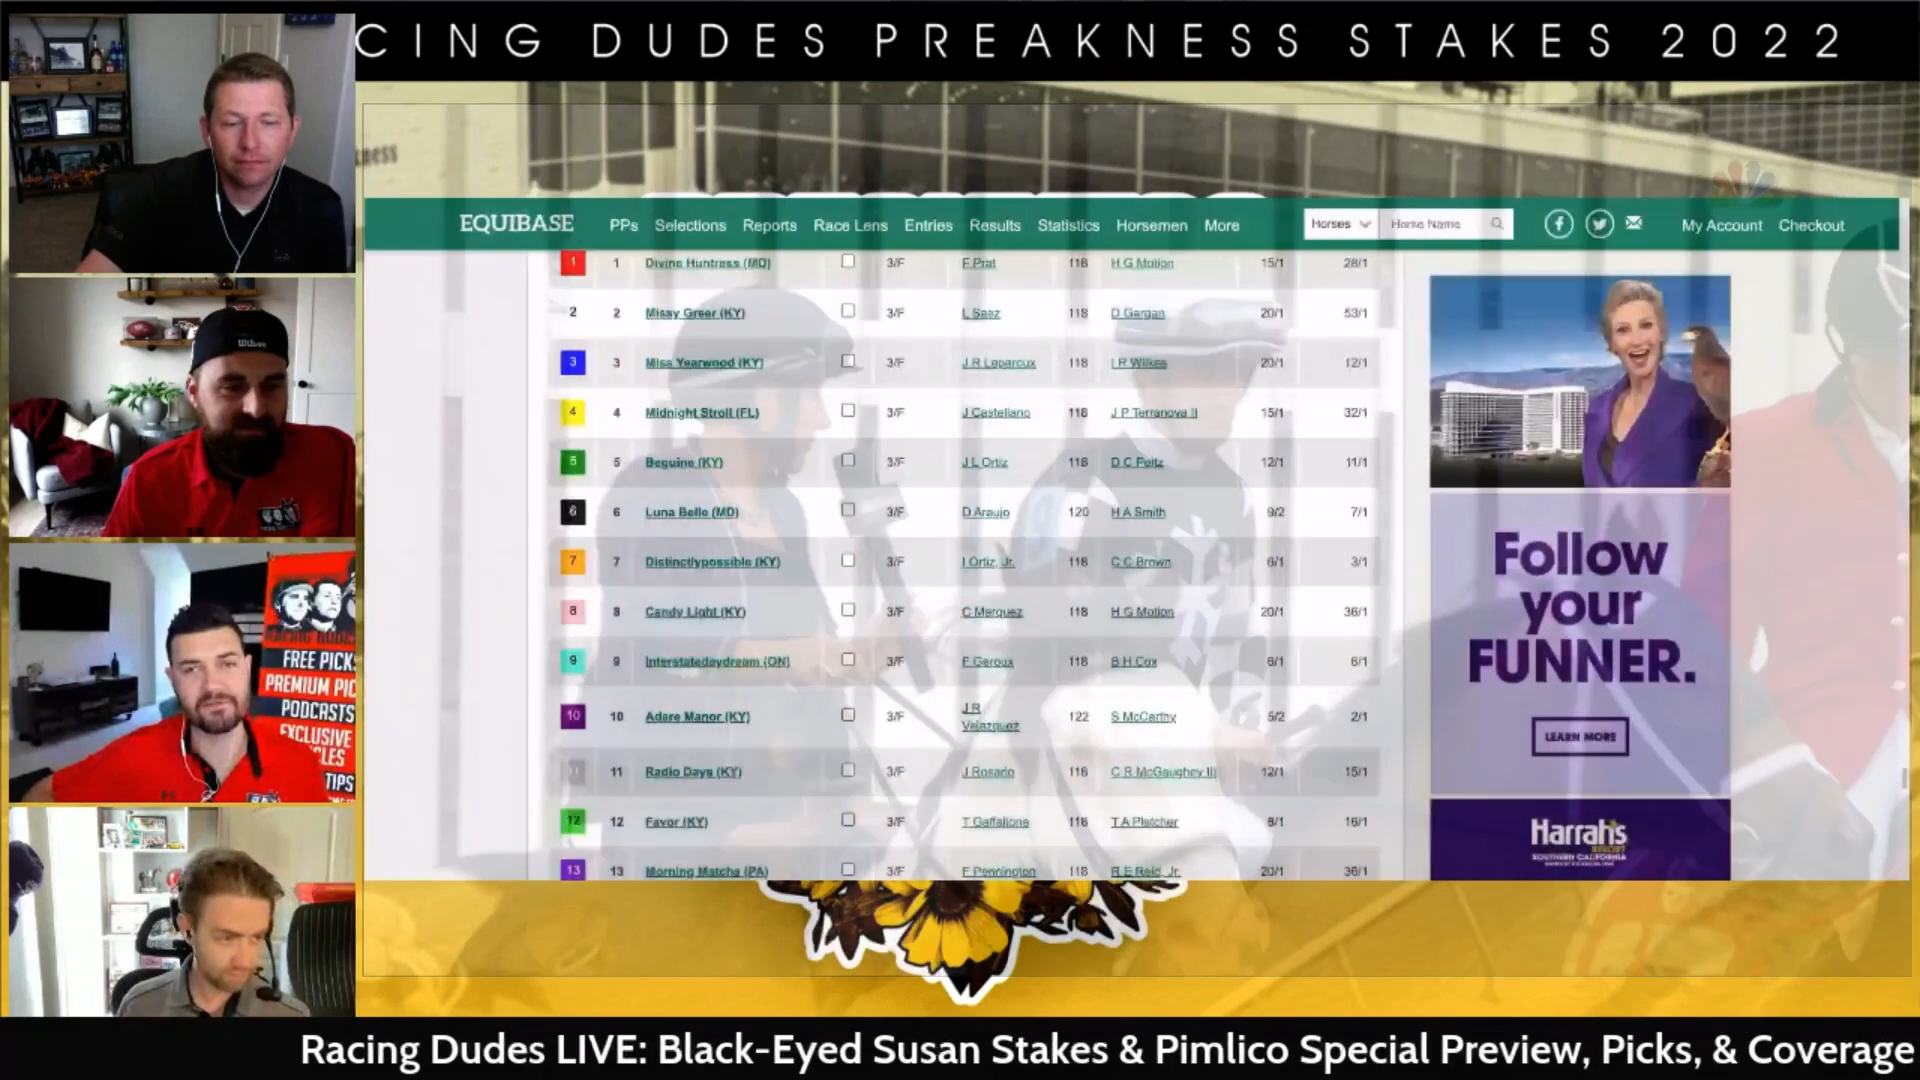 CING DUDES PREAKNESS STAKES 2022
EQUIBASE PPs Selections Reports Race Lens Entries Results Statistics Horsemen More Horses Horse Name My Account Checkout
1 1 Divine Huntress (MD) 3/F F Prat 118 H G Motion 15/1 28/1
2 2 Missy Greer (KY) 3/F L Saez 118 D Gargan 20/1 53/1
3 3 Miss Yearwood (KY) 3/F J R Leparoux 118 I R Wilkes 20/1 12/1
4 4 Midnight Stroll (FL) 3/F J Castellano 118 J P Terranova II 15/1 32/1
5 5 Beguine (KY) 3/F J L Ortiz 118 D C Peitz 12/1 11/1
6 6 Luna Belle (MD) 3/F D Araujo 120 H A Smith 9/2 7/1
7 7 Distinctlypossible (KY) 3/F I Ortiz, Jr. 118 C C Brown 6/1 3/1
8 8 Candy Light (KY) 3/F C Marquez 118 H G Motion 20/1 36/1
9 9 Interstatedaydream (ON) 3/F F Geroux 118 B H Cox 6/1 6/1
10 10 Adare Manor (KY) 3/F J R Velazquez 122 S McCarthy 5/2 2/1
11 11 Radio Days (KY) 3/F J Rosario 118 C R McGaughey III 12/1 15/1
12 12 Favor (KY) 3/F T Gaffalione 118 T A Pletcher 8/1 16/1
13 13 Morning Matcha (PA) 3/F F Pennington 118 R E Reid, Jr. 20/1 36/1
Follow
your
FUNNER.
LEARN MORE
Harrah's
SOUTHERN CALIFORNIA
Wilson
RACING DUDES
FREE PICKS
PREMIUM PIC
PODCASTS
EXCLUSIVE
CLES
TIPS
Racing Dudes LIVE: Black-Eyed Susan Stakes & Pimlico Special Preview, Picks, & Coverage